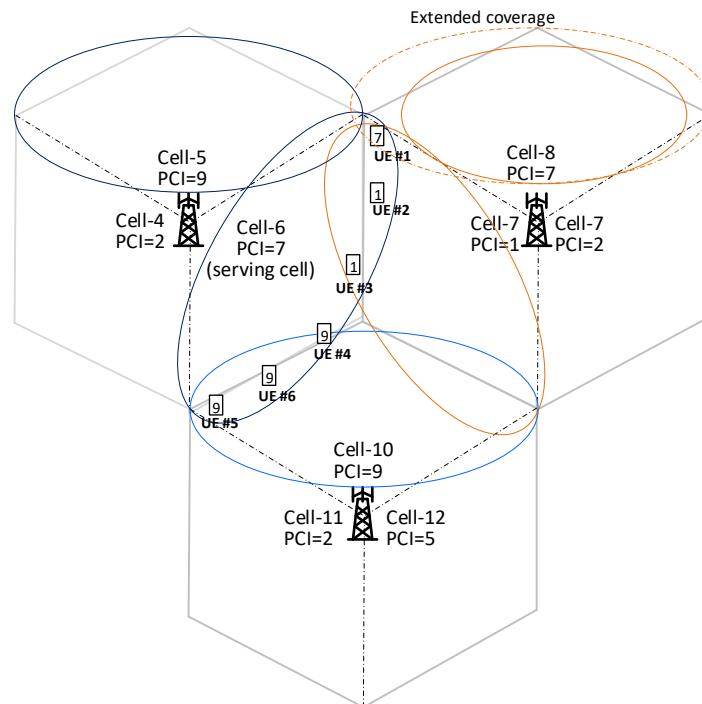 Extended coverage
7
UE #1
Cell-5
PCI=9
Cell-8
PCI=7
1
UE #2
Cell-4
PCI=2
Cell-6
PCI=7
(serving cell)
Cell-7
PCI=1
Cell-7
PCI=2
1
UE #3
9
UE #4
9
UE #6
9
UE #5
Cell-10
PCI=9
Cell-11
PCI=2
Cell-12
PCI=5